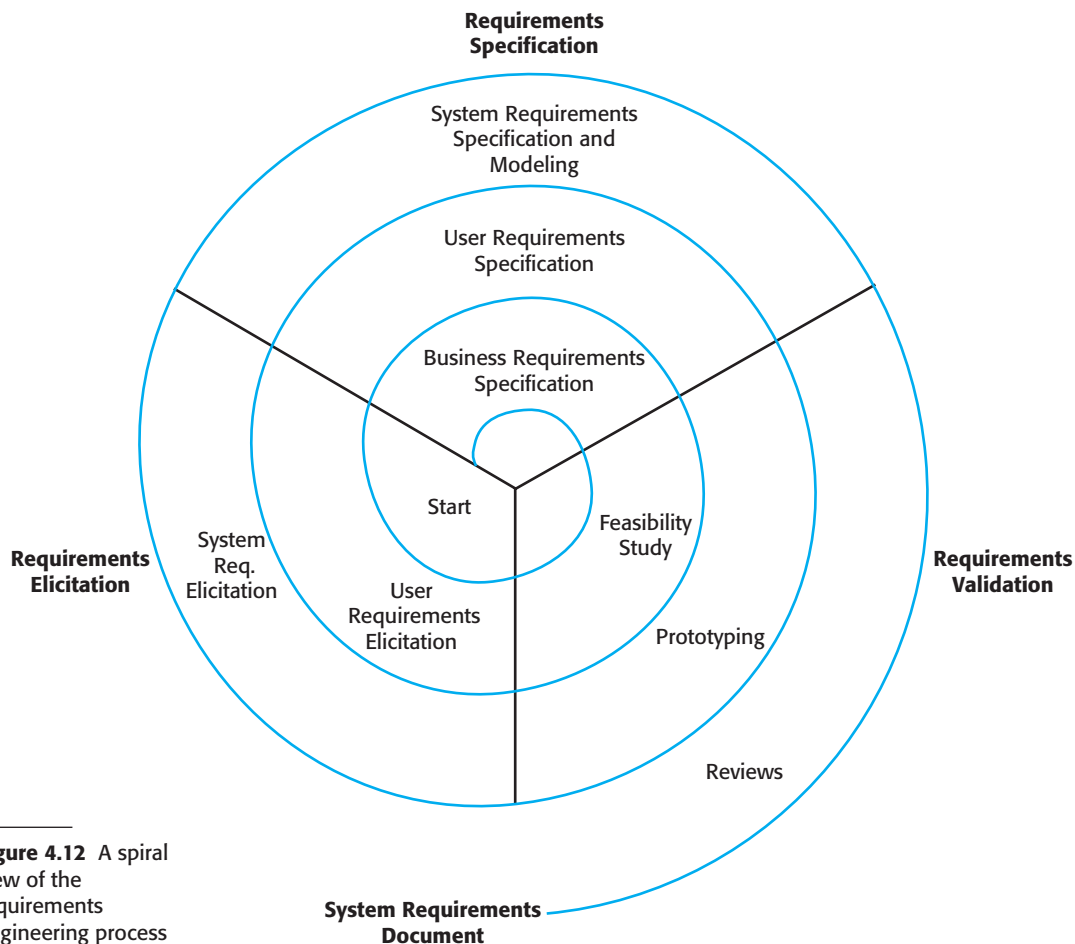 Requirements
Specification
System Requirements
Specification and
Modeling
User Requirements
Specification
Business Requirements
Specification
Start
Feasibility
Study
System
Req.
Elicitation
User
Requirements
Elicitation
Requirements
Elicitation
Requirements
Validation
Prototyping
Reviews
gure 4.12 A spiral
ew of the
quirements
gineering process
System Requirements
Document